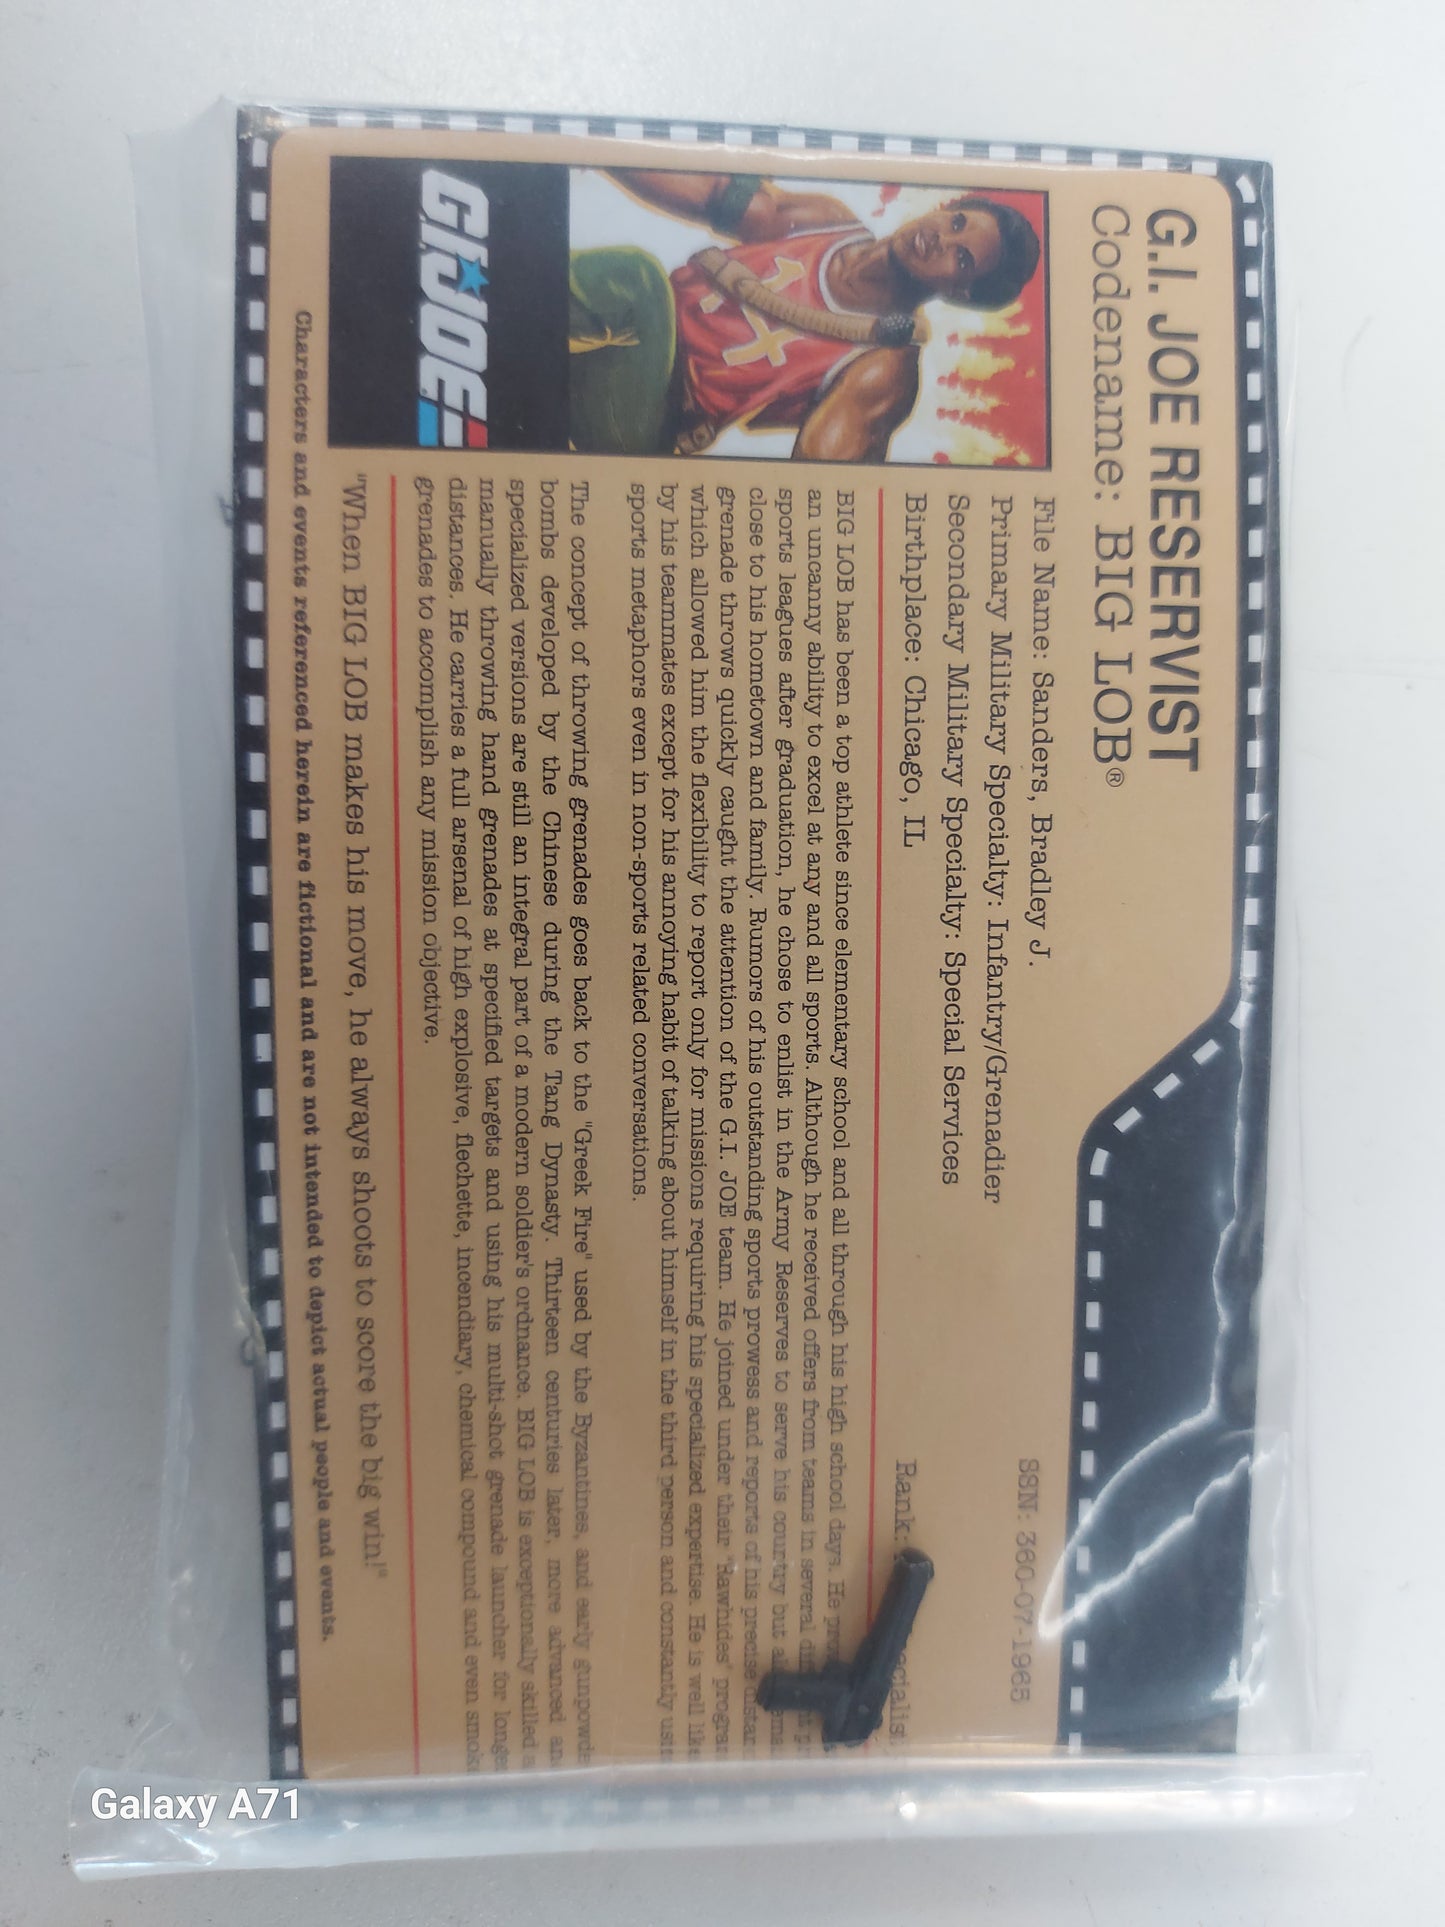 G.I. JOE RESERVIST
Codename: BIG LOB®
File Name: Sanders, Bradley J. SSN: 360-07-1965
Primary Military Specialty: Infantry/Grenadier
Secondary Military Specialty: Special Services
Birthplace: Chicago, IL Rank:
BIG LOB has been a top athlete since elementary school and all through his high school days. He
an uncanny ability to excel at any and all sports. Although he received offers from teams in several
sports leagues after graduation, he chose to enlist in the Army Reserves to serve his country but
close to his hometown and family. Rumors of his outstanding sports prowess and reports of his precise
grenade throws quickly caught the attention of the G.I. JOE team. He joined under their "Rawhides"
which allowed him the flexibility to report only for missions requiring his specialized expertise. He is well
by his teammates except for his annoying habit of talking about himself in the third person and constantly
sports metaphors even in non-sports related conversations.
The concept of throwing grenades goes back to the "Greek Fire" used by the Byzantines, and early
bombs developed by the Chinese during the Tang Dynasty. Thirteen centuries later, more advanced
specialized versions are still an integral part of a modern soldier's ordnance. BIG LOB is exceptionally skilled
manually throwing hand grenades at specified targets and using his multi-shot grenade launcher for
distances. He carries a full arsenal of high explosive, flechette, incendiary, chemical compound and even
grenades to accomplish any mission objective.
"When BIG LOB makes his move, he always shoots to score the big win!"
Characters and events referenced herein are fictional and are not intended to depict actual people and events.
G.I. JOE
Galaxy A71